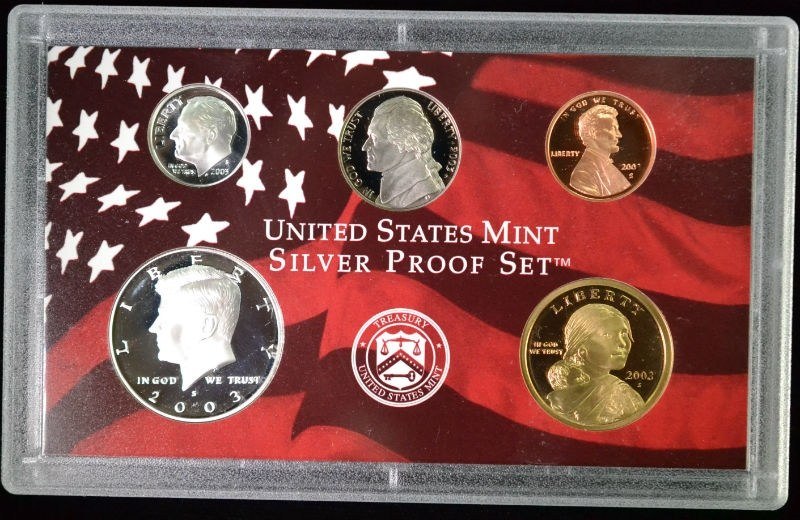 LIBERTY
IN GOD
WE TRUST
S
2003
IN GOD WE TRUST
LIBERTY · 2003
S
IN GOD WE TRUST
LIBERTY
2003
S
UNITED STATES MINT
SILVER PROOF SET™
LIBERTY
IN GOD WE TRUST
S
2003
TREASURY
UNITED STATES MINT
LIBERTY
IN GOD
WE TRUST
2003
S